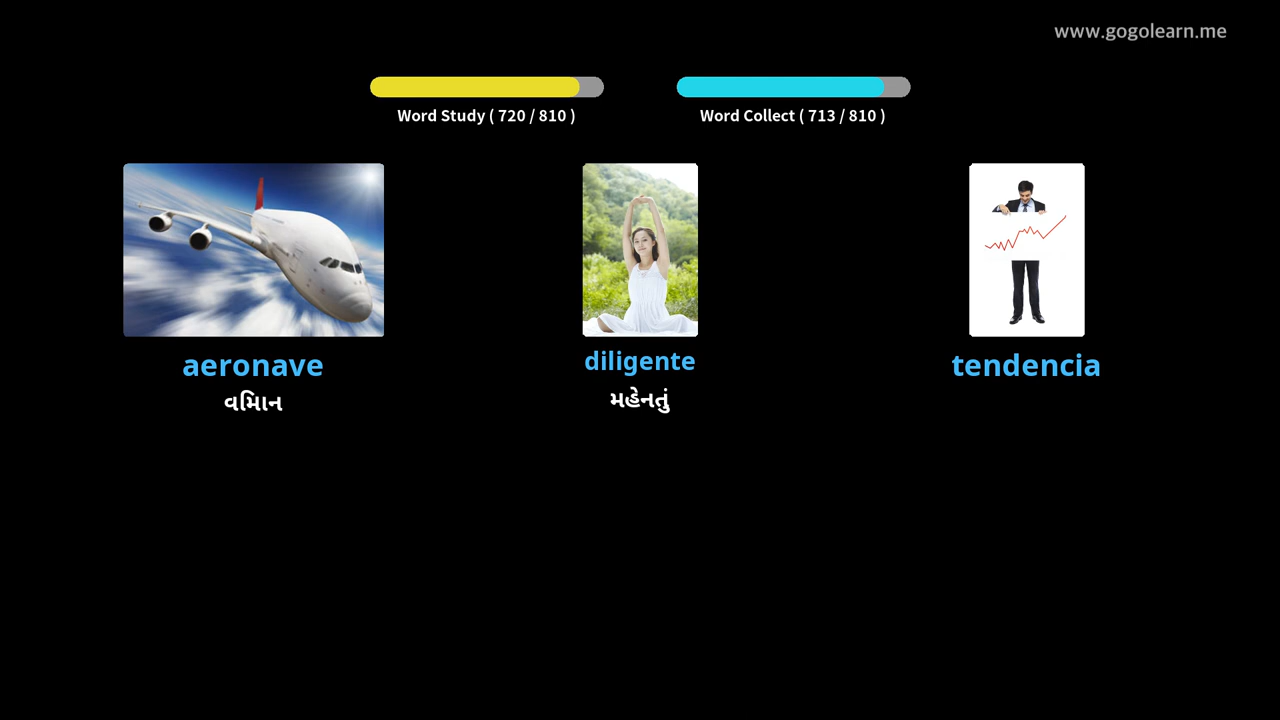 www.gogolearn.me
Word Study ( 720 / 810 )
Word Collect ( 713 / 810 )
aeronave
diligente
tendencia
વિમાન
મહેનતું